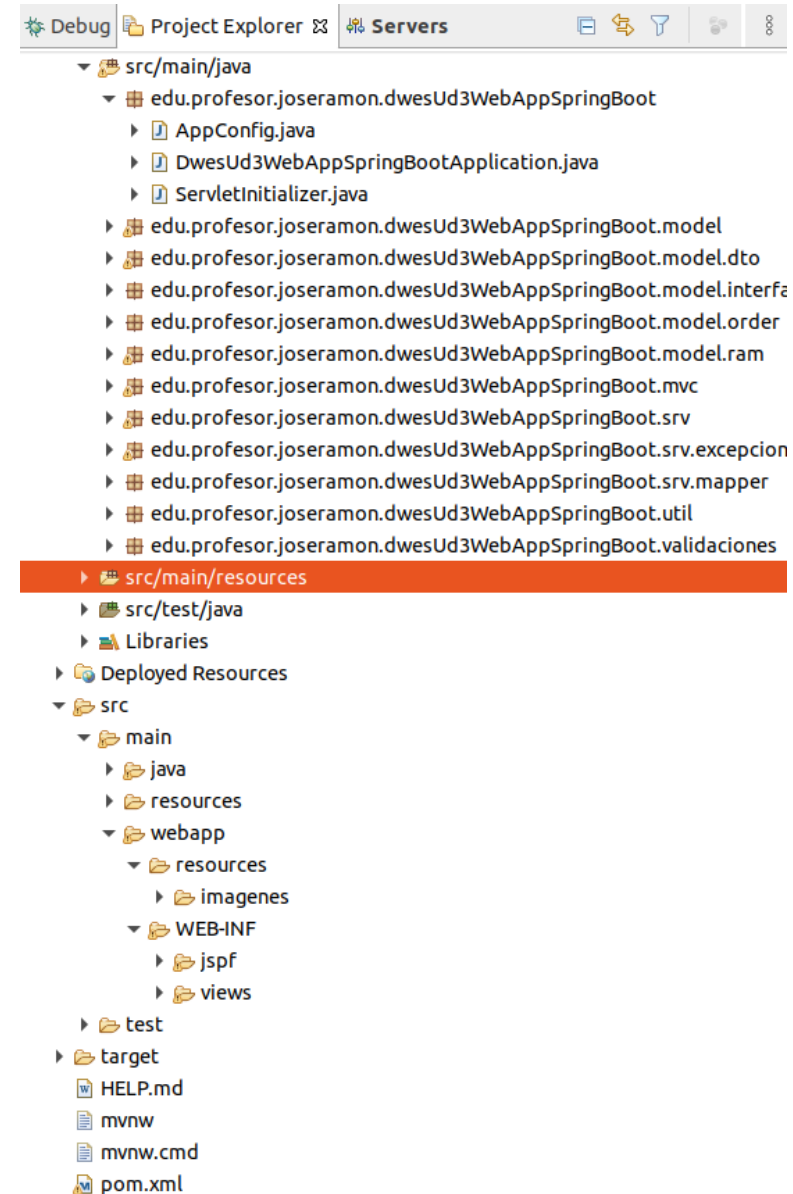 Debug Project Explorer Servers
src/main/java
edu.profesor.joseramon.dwesUd3WebAppSpringBoot
AppConfig.java
DwesUd3WebAppSpringBootApplication.java
ServletInitializer.java
edu.profesor.joseramon.dwesUd3WebAppSpringBoot.model
edu.profesor.joseramon.dwesUd3WebAppSpringBoot.model.dto
edu.profesor.joseramon.dwesUd3WebAppSpringBoot.model.interfa
edu.profesor.joseramon.dwesUd3WebAppSpringBoot.model.order
edu.profesor.joseramon.dwesUd3WebAppSpringBoot.model.ram
edu.profesor.joseramon.dwesUd3WebAppSpringBoot.mvc
edu.profesor.joseramon.dwesUd3WebAppSpringBoot.srv
edu.profesor.joseramon.dwesUd3WebAppSpringBoot.srv.excepcion
edu.profesor.joseramon.dwesUd3WebAppSpringBoot.srv.mapper
edu.profesor.joseramon.dwesUd3WebAppSpringBoot.util
edu.profesor.joseramon.dwesUd3WebAppSpringBoot.validaciones
src/main/resources
src/test/java
Libraries
Deployed Resources
src
main
java
resources
webapp
resources
imagenes
WEB-INF
jspf
views
test
target
HELP.md
mvnw
mvnw.cmd
pom.xml